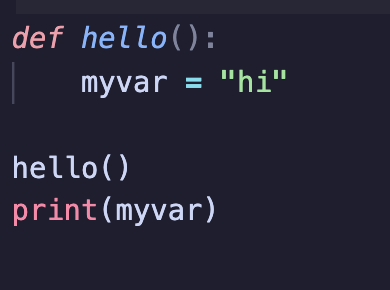 def hello():
    myvar = "hi"
hello()
print(myvar)